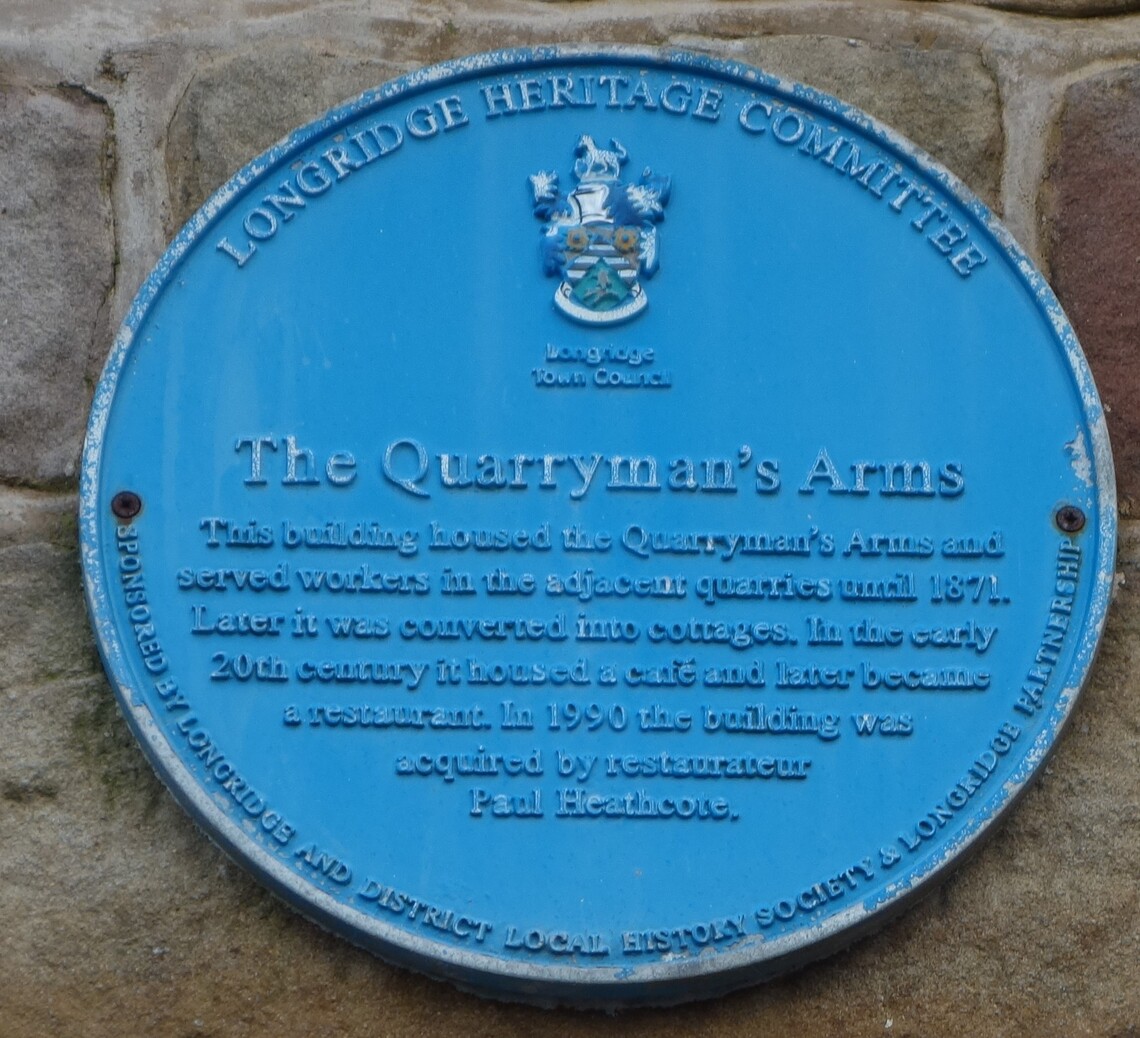 LONGRIDGE HERITAGE COMMITTEE
Longridge
Town Council
The Quarryman's Arms
This building housed the Quarryman's Arms and
served workers in the adjacent quarries until 1871.
Later it was converted into cottages. In the early
20th century it housed a café and later became
a restaurant. In 1990 the building was
acquired by restaurateur
Paul Heathcote.
SPONSORED BY LONGRIDGE AND DISTRICT LOCAL HISTORY SOCIETY & LONGRIDGE PARTNERSHIP